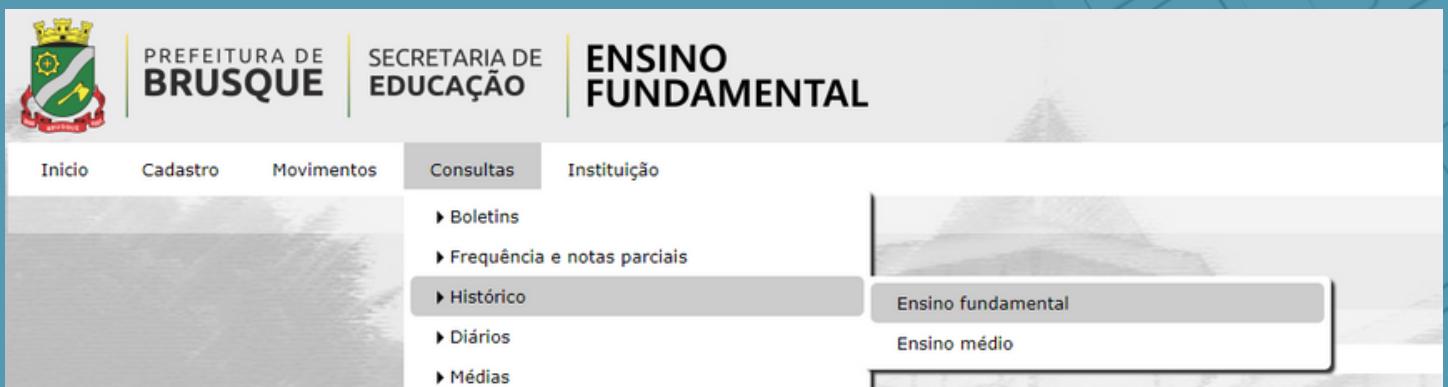 PREFEITURA DE
BRUSQUE
SECRETARIA DE
EDUCAÇÃO
ENSINO
FUNDAMENTAL
BRUSQUE
Inicio Cadastro Movimentos Consultas Instituição
Boletins
Frequência e notas parciais
Histórico
Ensino fundamental
Diários
Ensino médio
Médias